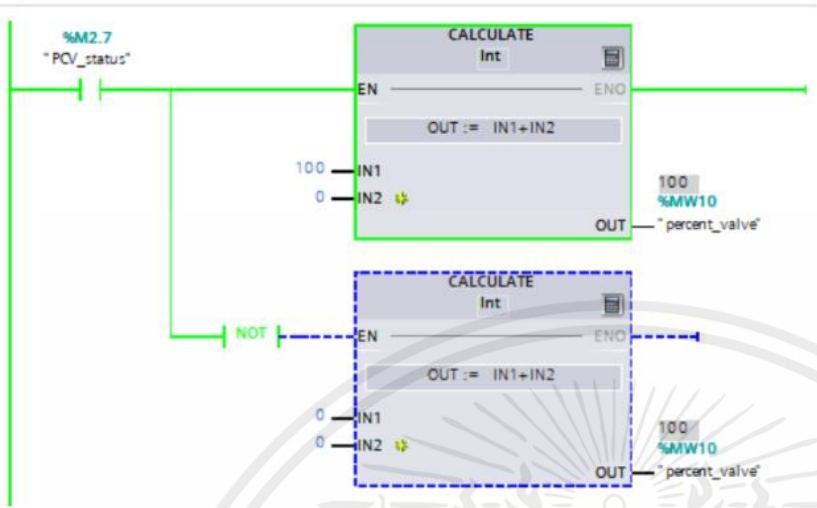 %M2.7
"PCV_status"
CALCULATE
Int
EN
ENO
OUT := IN1+IN2
100
IN1
0
IN2
100
%MW10
OUT
"percent_valve"
CALCULATE
Int
NOT
EN
ENO
OUT := IN1+IN2
0
IN1
0
IN2
100
%MW10
OUT
"percent_valve"